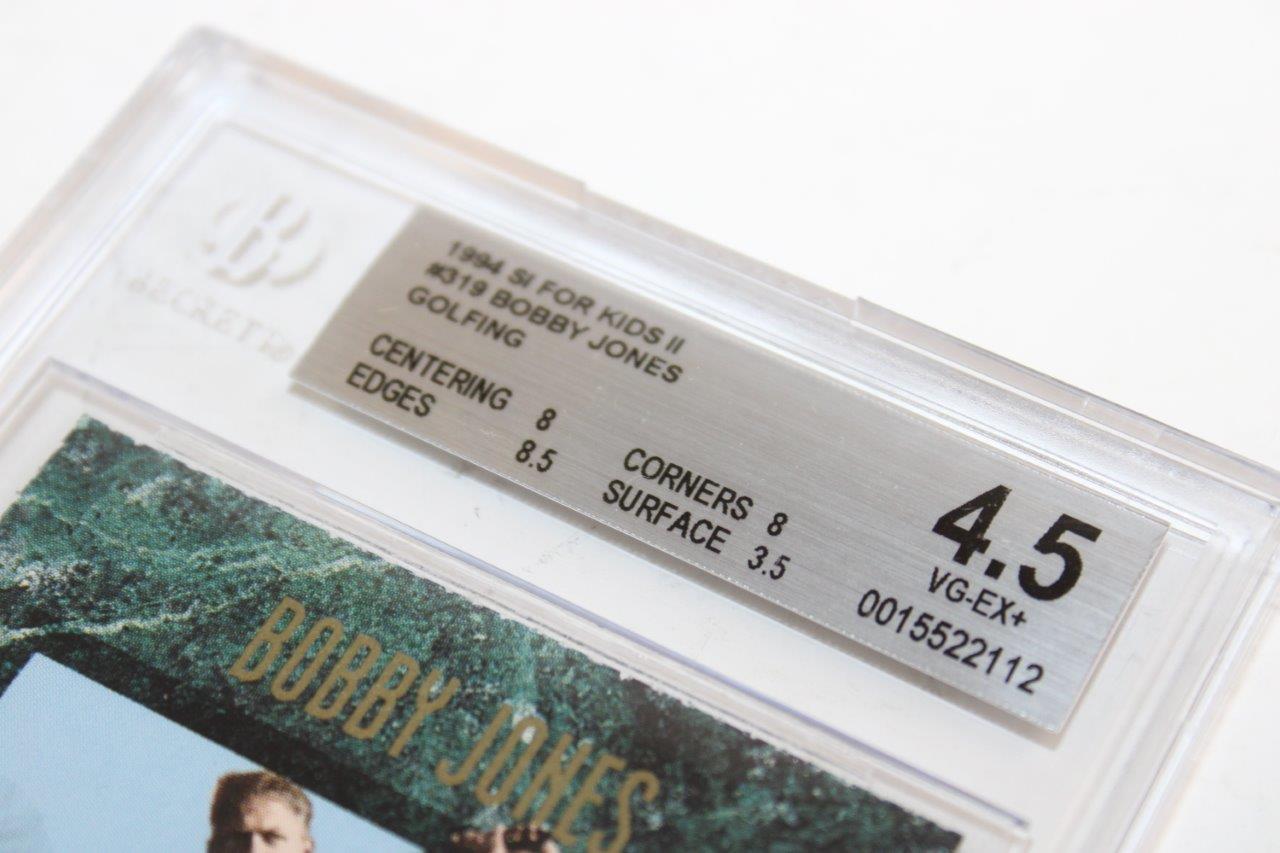 B
BECKETT®
1994 SI FOR KIDS II
#319 BOBBY JONES
GOLFING
CENTERING 8
EDGES 8.5
CORNERS 8
SURFACE 3.5
4.5
VG-EX+
0015522112
BOBBY JONES